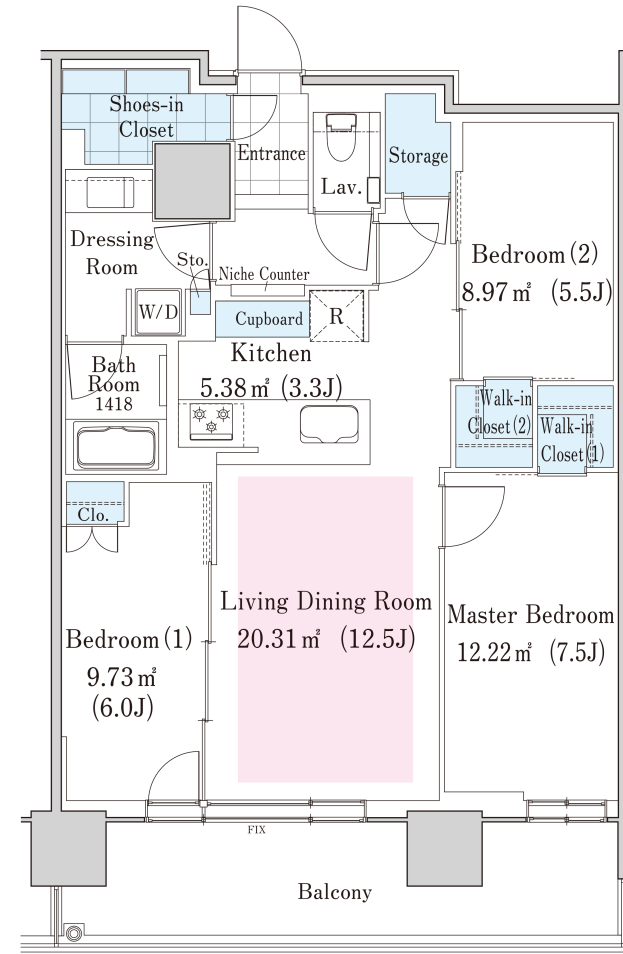 Shoes-in
Closet
Entrance
Lav.
Storage
Dressing
Room
Sto.
Niche Counter
W/D
Cupboard
R
Bedroom(2)
8.97㎡ (5.5J)
Kitchen
5.38㎡(3.3J)
Bath
Room
1418
Walk-in
Closet(2)
Walk-in
Closet(1)
Clo.
Living Dining Room
20.31㎡ (12.5J)
Master Bedroom
12.22㎡ (7.5J)
Bedroom(1)
9.73㎡
(6.0J)
FIX
Balcony